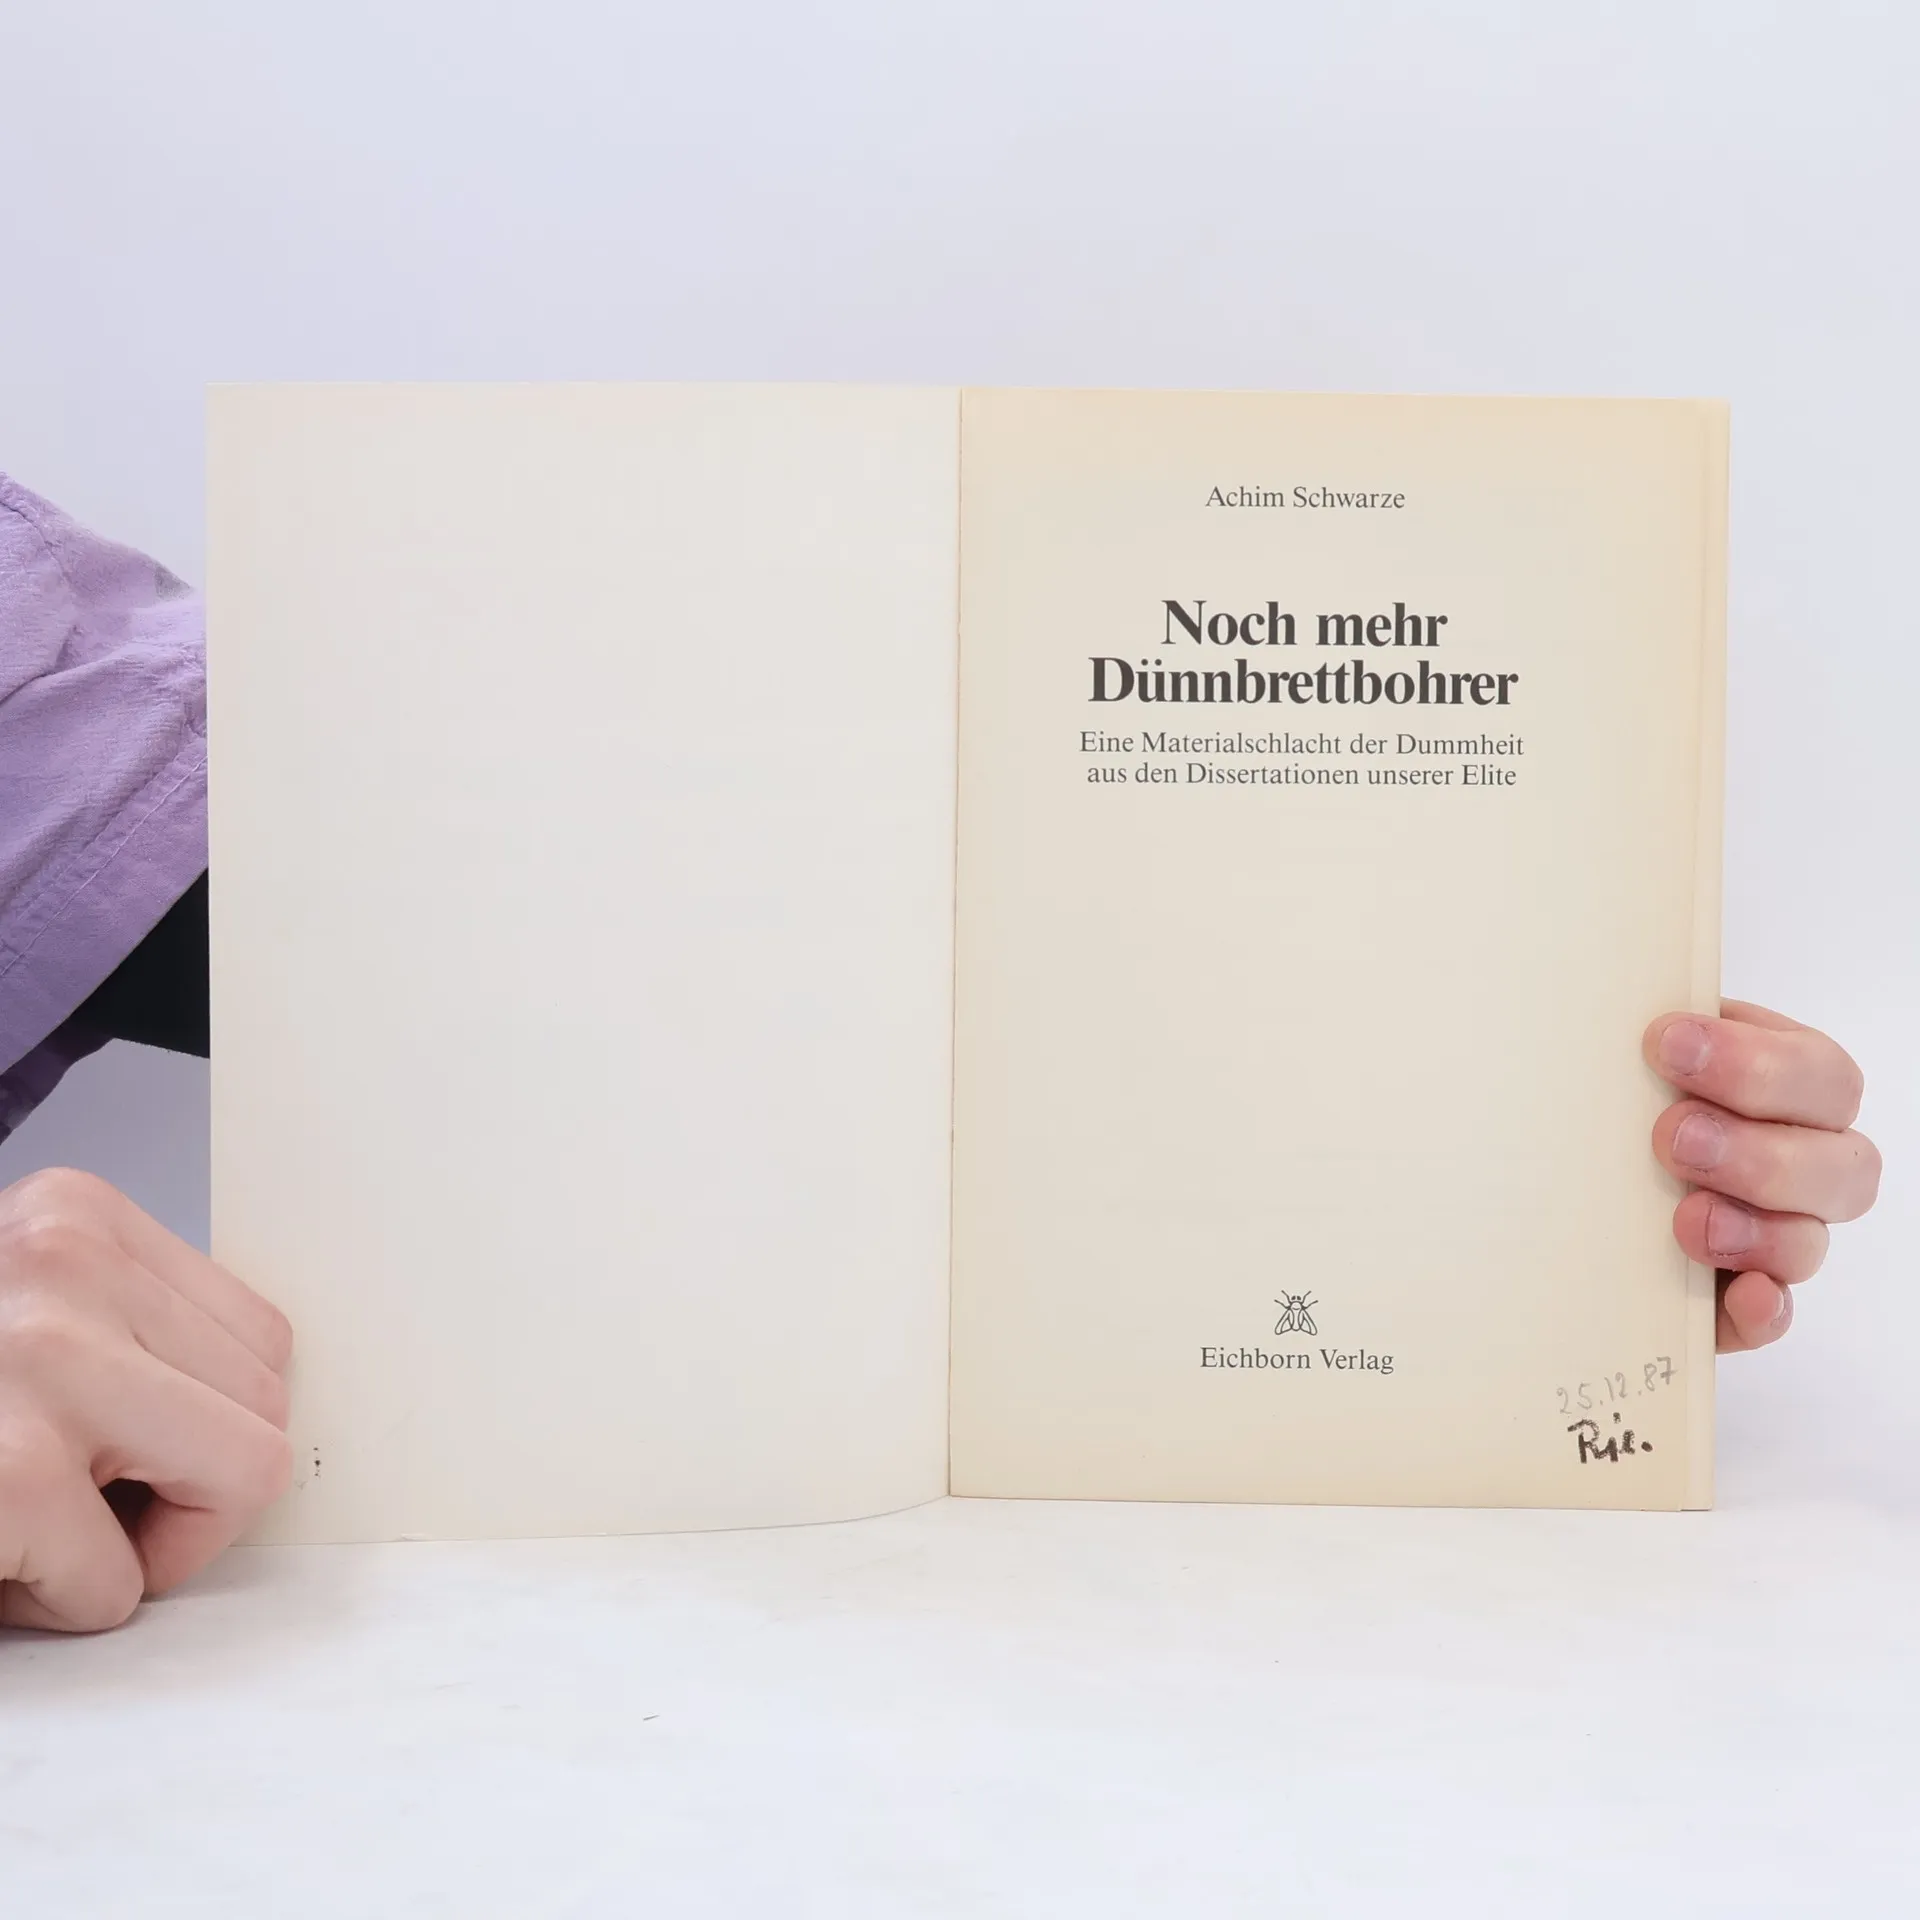 Achim Schwarze
Noch mehr
Dünnbrettbohrer
Eine Materialschlacht der Dummheit
aus den Dissertationen unserer Elite
Eichborn Verlag
25.12.87